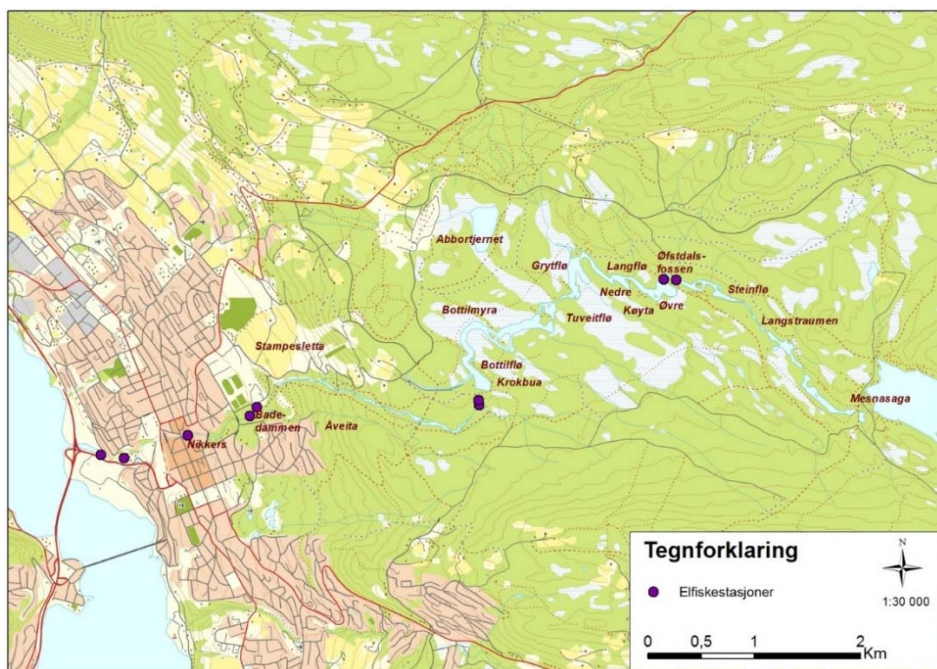 Abbortjernet
Grytflø
Langflø
Øfstdals-
fossen
Steinflø
Nedre
Køyta
Øvre
Bottilmyra
Tuveitflø
Langstraumen
Stampesletta
Bottilflø
Krokbua
Mesnasaga
Bade-
dammen
Åveita
Nikkers
Tegnforklaring
N
Elfiskestasjoner
1:30 000
0 0,5 1 2
Km